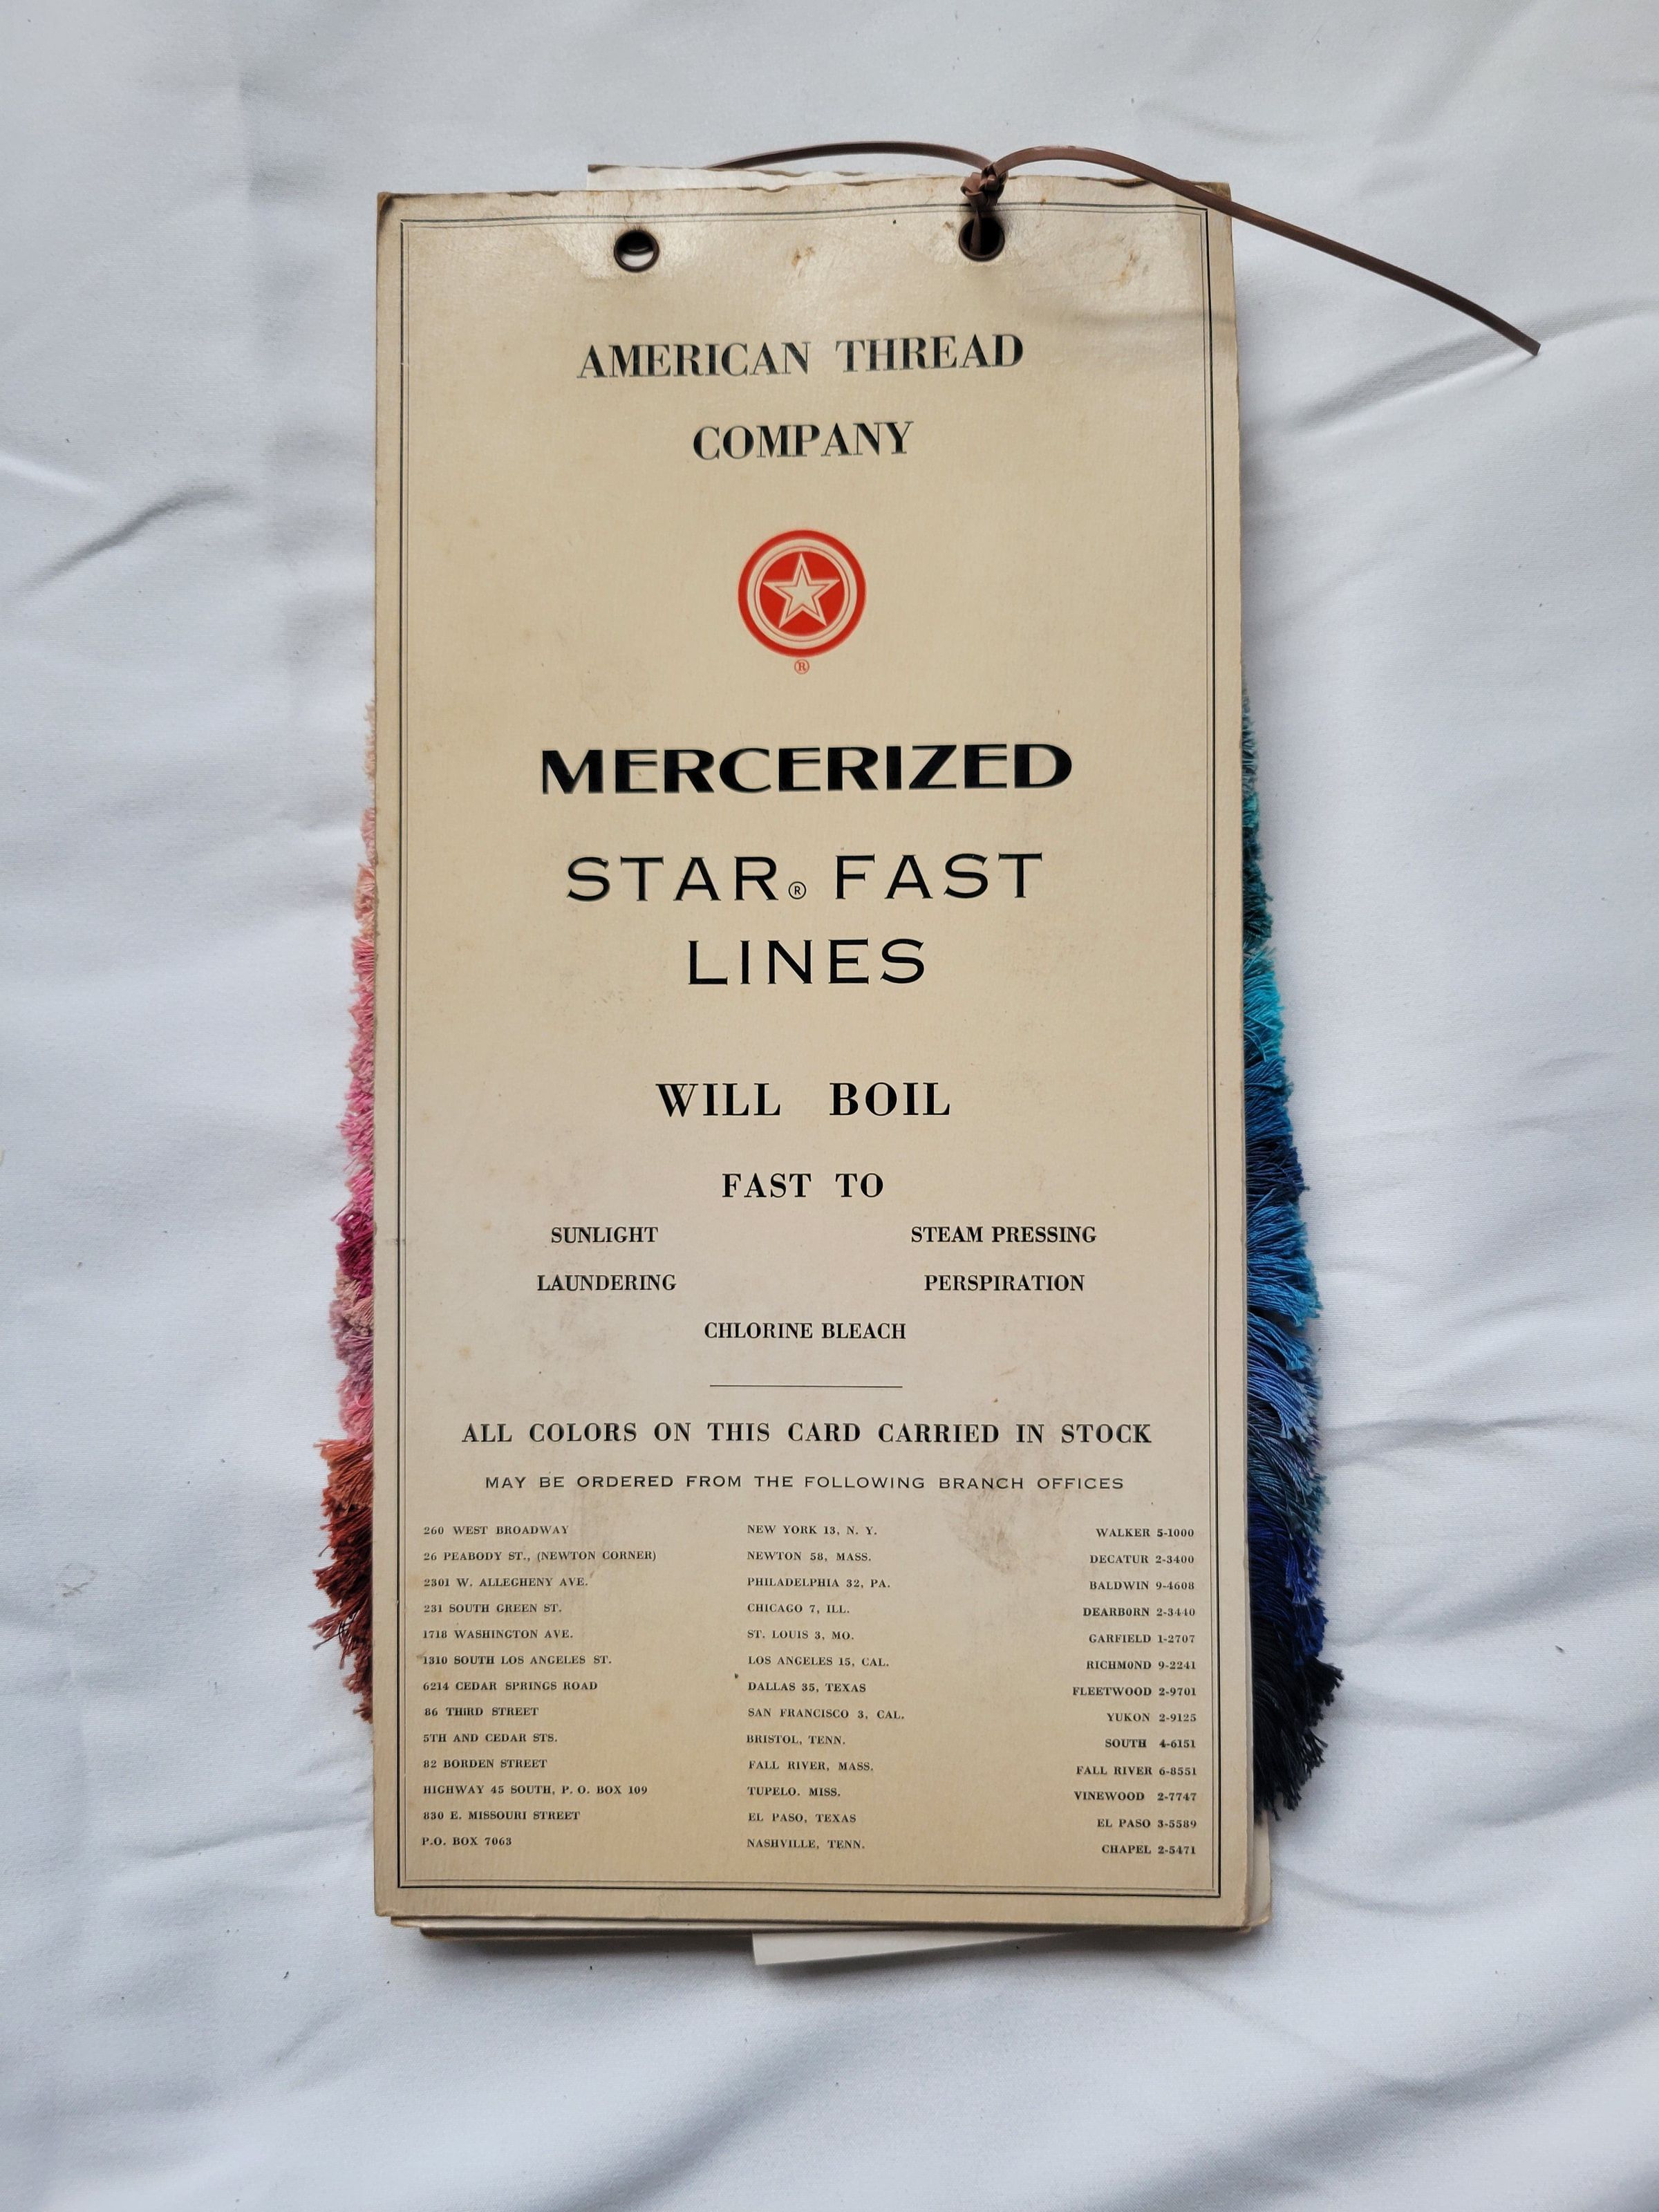 AMERICAN THREAD
COMPANY
®
MERCERIZED
STAR® FAST
LINES
WILL BOIL
FAST TO
SUNLIGHT STEAM PRESSING
LAUNDERING PERSPIRATION
CHLORINE BLEACH
ALL COLORS ON THIS CARD CARRIED IN STOCK
MAY BE ORDERED FROM THE FOLLOWING BRANCH OFFICES
260 WEST BROADWAY NEW YORK 13, N. Y. WALKER 5-1000
26 PEABODY ST., (NEWTON CORNER) NEWTON 58, MASS. DECATUR 2-3400
2301 W. ALLEGHENY AVE. PHILADELPHIA 32, PA. BALDWIN 9-4608
231 SOUTH GREEN ST. CHICAGO 7, ILL. DEARBORN 2-3440
1718 WASHINGTON AVE. ST. LOUIS 3, MO. GARFIELD 1-2707
1310 SOUTH LOS ANGELES ST. LOS ANGELES 15, CAL. RICHMOND 9-2241
6214 CEDAR SPRINGS ROAD DALLAS 35, TEXAS FLEETWOOD 2-9701
86 THIRD STREET SAN FRANCISCO 3, CAL. YUKON 2-9125
5TH AND CEDAR STS. BRISTOL, TENN. SOUTH 4-6151
82 BORDEN STREET FALL RIVER, MASS. FALL RIVER 6-8551
HIGHWAY 45 SOUTH, P. O. BOX 109 TUPELO. MISS. VINEWOOD 2-7747
830 E. MISSOURI STREET EL PASO, TEXAS EL PASO 3-5589
P.O. BOX 7063 NASHVILLE, TENN. CHAPEL 2-5471